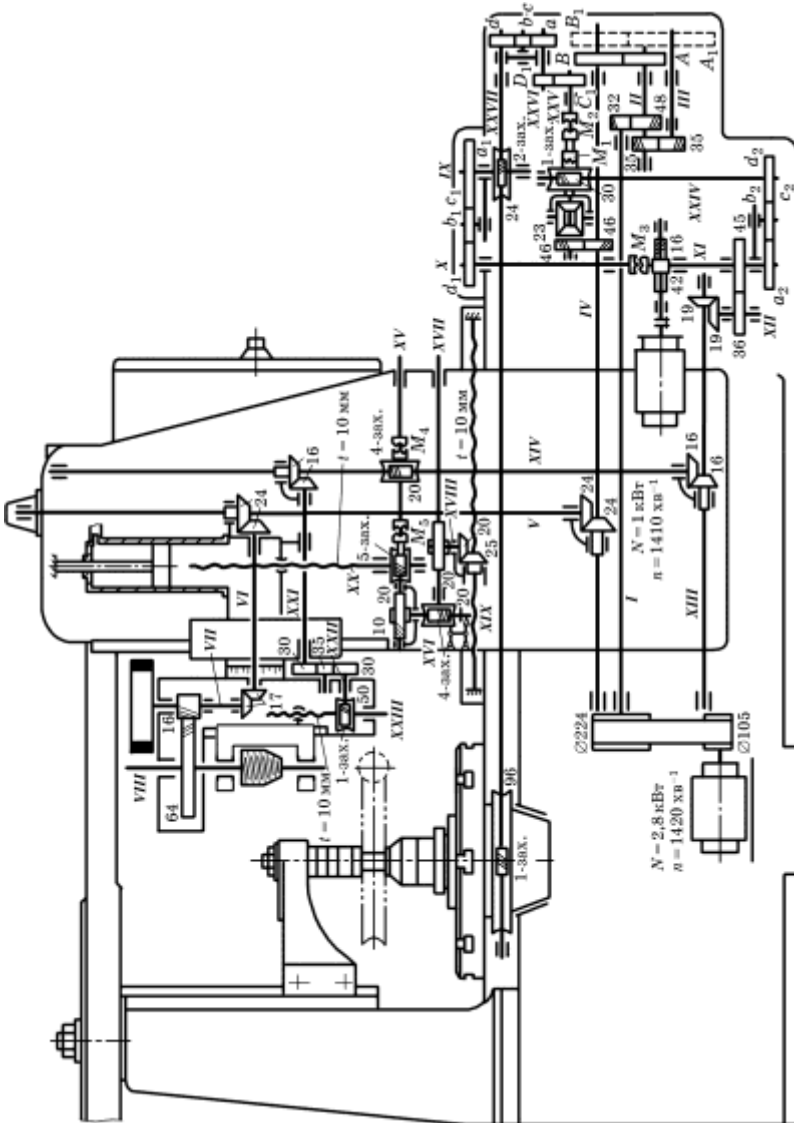 d
b-c
a
B₁
D₁
B
A
A₁
XXVII
XXVI
XXV
C₁
M₂
M₁
32
II
48
III
35
35
2-зах.
1-зах.
IX
a₁
c₁
b₁
X
d₁
24
30
23
46
46
XXIV
d₂
c₂
b₂
45
M₃
16
XI
42
a₂
XII
19
19
36
IV
XV
XVII
4-зах.
M₄
t = 10 мм
16
16
20
t = 10 мм
XIV
16
16
24
24
V
24
24
N = 1 кВт
n = 1410 хв⁻¹
XVIII
M₅
5-зах.
XX
20
20
20
25
20
10
XVI
4-зах.
XIX
I
XIII
VI
XXI
VII
XXII
30
35
30
50
17
16
64
VIII
XXIII
1-зах.
t = 10 мм
Ø224
Ø105
96
1-зах.
N = 2,8 кВт
n = 1420 хв⁻¹